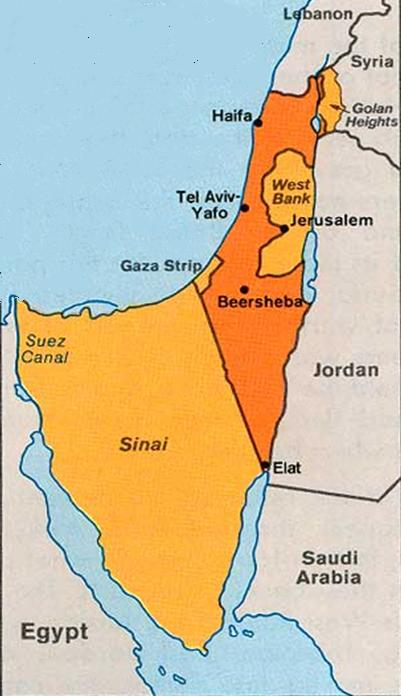 Lebanon
Syria
Haifa
Golan
Heights
West
Bank
Tel Aviv-
Yafo
Jerusalem
Gaza Strip
Beersheba
Suez
Canal
Jordan
Sinai
Elat
Saudi
Arabia
Egypt